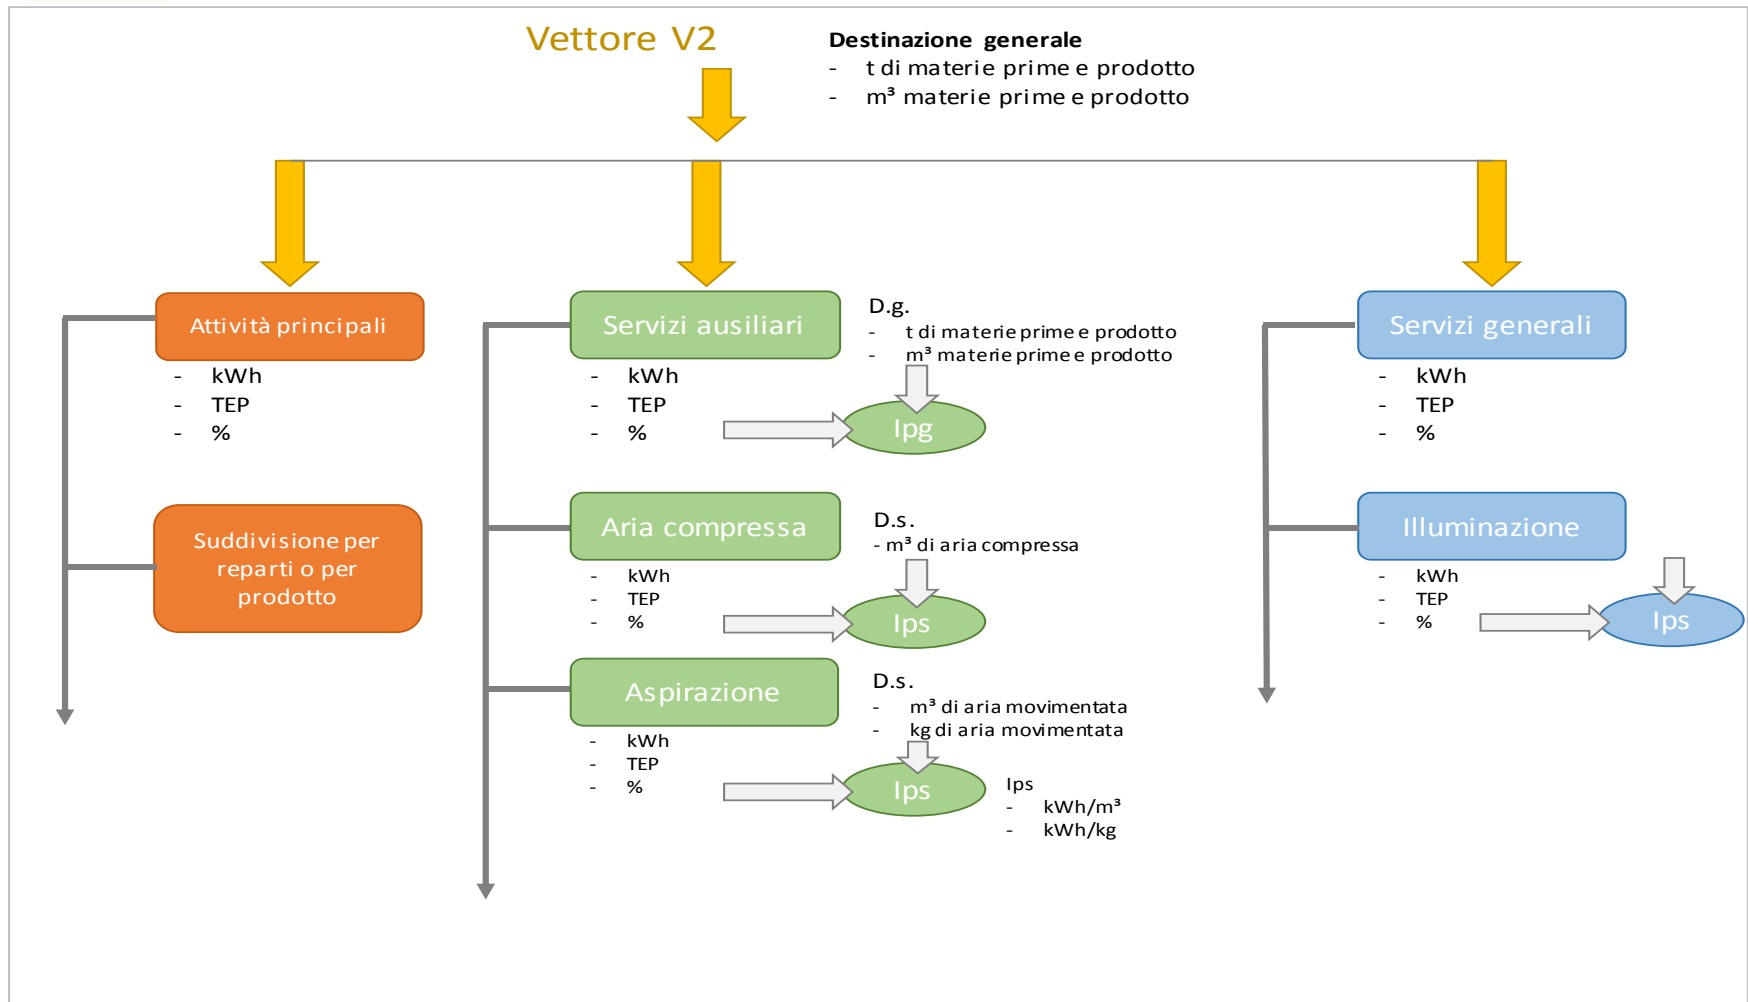 Vettore V2
Destinazione generale
- t di materie prime e prodotto
- m³ materie prime e prodotto
Attività principali
- kWh
- TEP
- %
Suddivisione per
reparti o per
prodotto
Servizi ausiliari
- kWh
- TEP
- %
D.g.
- t di materie prime e prodotto
- m³ materie prime e prodotto
Ipg
Aria compressa
- kWh
- TEP
- %
D.s.
- m³ di aria compressa
Ips
Aspirazione
- kWh
- TEP
- %
D.s.
- m³ di aria movimentata
- kg di aria movimentata
Ips
Ips
- kWh/m³
- kWh/kg
Servizi generali
- kWh
- TEP
- %
Illuminazione
- kWh
- TEP
- %
Ips